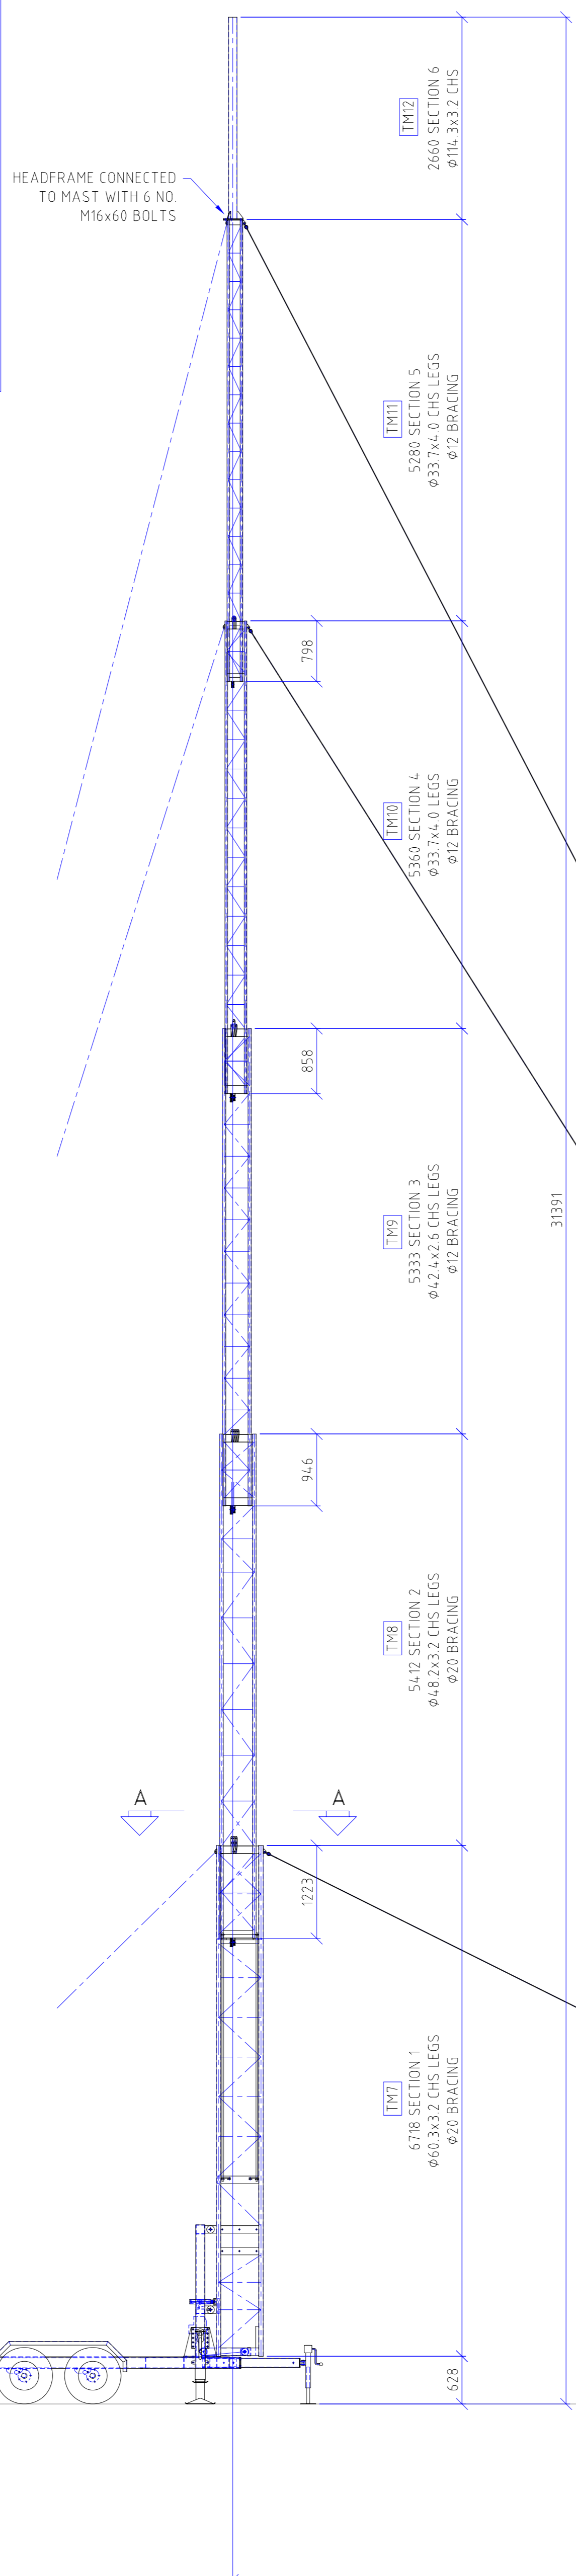 TM12
2660 SECTION 6
Ø114.3x3.2 CHS
HEADFRAME CONNECTED
TO MAST WITH 6 NO.
M16x60 BOLTS
TM11
5280 SECTION 5
Ø33.7x4.0 CHS LEGS
Ø12 BRACING
798
TM10
5360 SECTION 4
Ø33.7x4.0 LEGS
Ø12 BRACING
858
TM9
5333 SECTION 3
Ø42.4x2.6 CHS LEGS
Ø12 BRACING
31391
946
TM8
5412 SECTION 2
Ø48.2x3.2 CHS LEGS
Ø20 BRACING
A
A
1223
TM7
6718 SECTION 1
Ø60.3x3.2 CHS LEGS
Ø20 BRACING
628